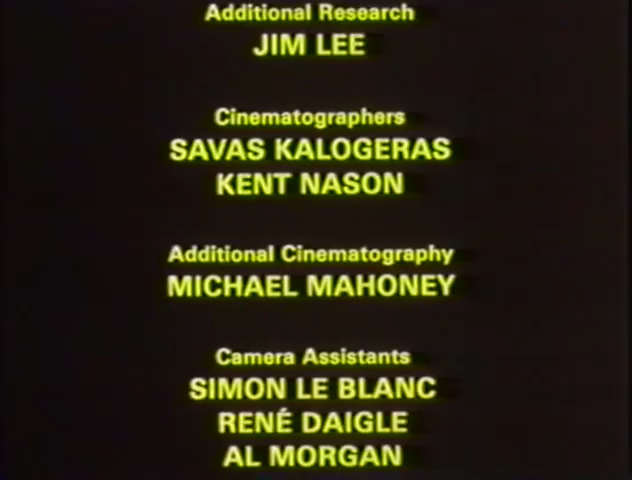 Additional Research
JIM LEE
Cinematographers
SAVAS KALOGERAS
KENT NASON
Additional Cinematography
MICHAEL MAHONEY
Camera Assistants
SIMON LE BLANC
RENÉ DAIGLE
AL MORGAN